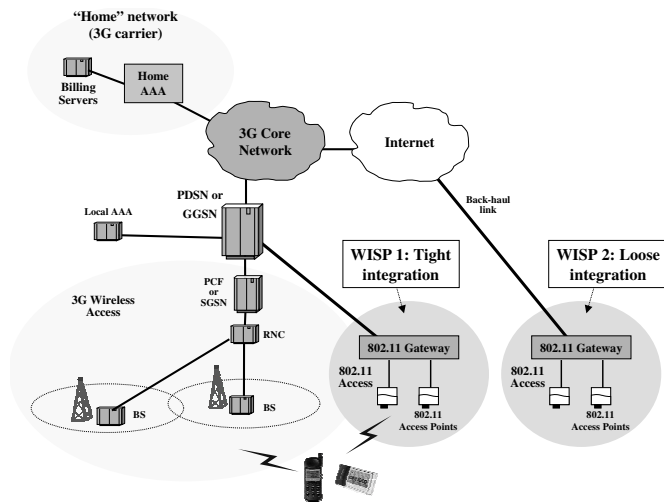 “Home” network
(3G carrier)
Billing
Servers
Home
AAA
3G Core
Network
Internet
PDSN or
GGSN
Local AAA
Back-haul
link
WISP 1: Tight
integration
WISP 2: Loose
integration
3G Wireless
Access
PCF
or
SGSN
RNC
BS
BS
802.11 Gateway
802.11
Access
802.11
Access Points
802.11 Gateway
802.11
Access
802.11
Access Points